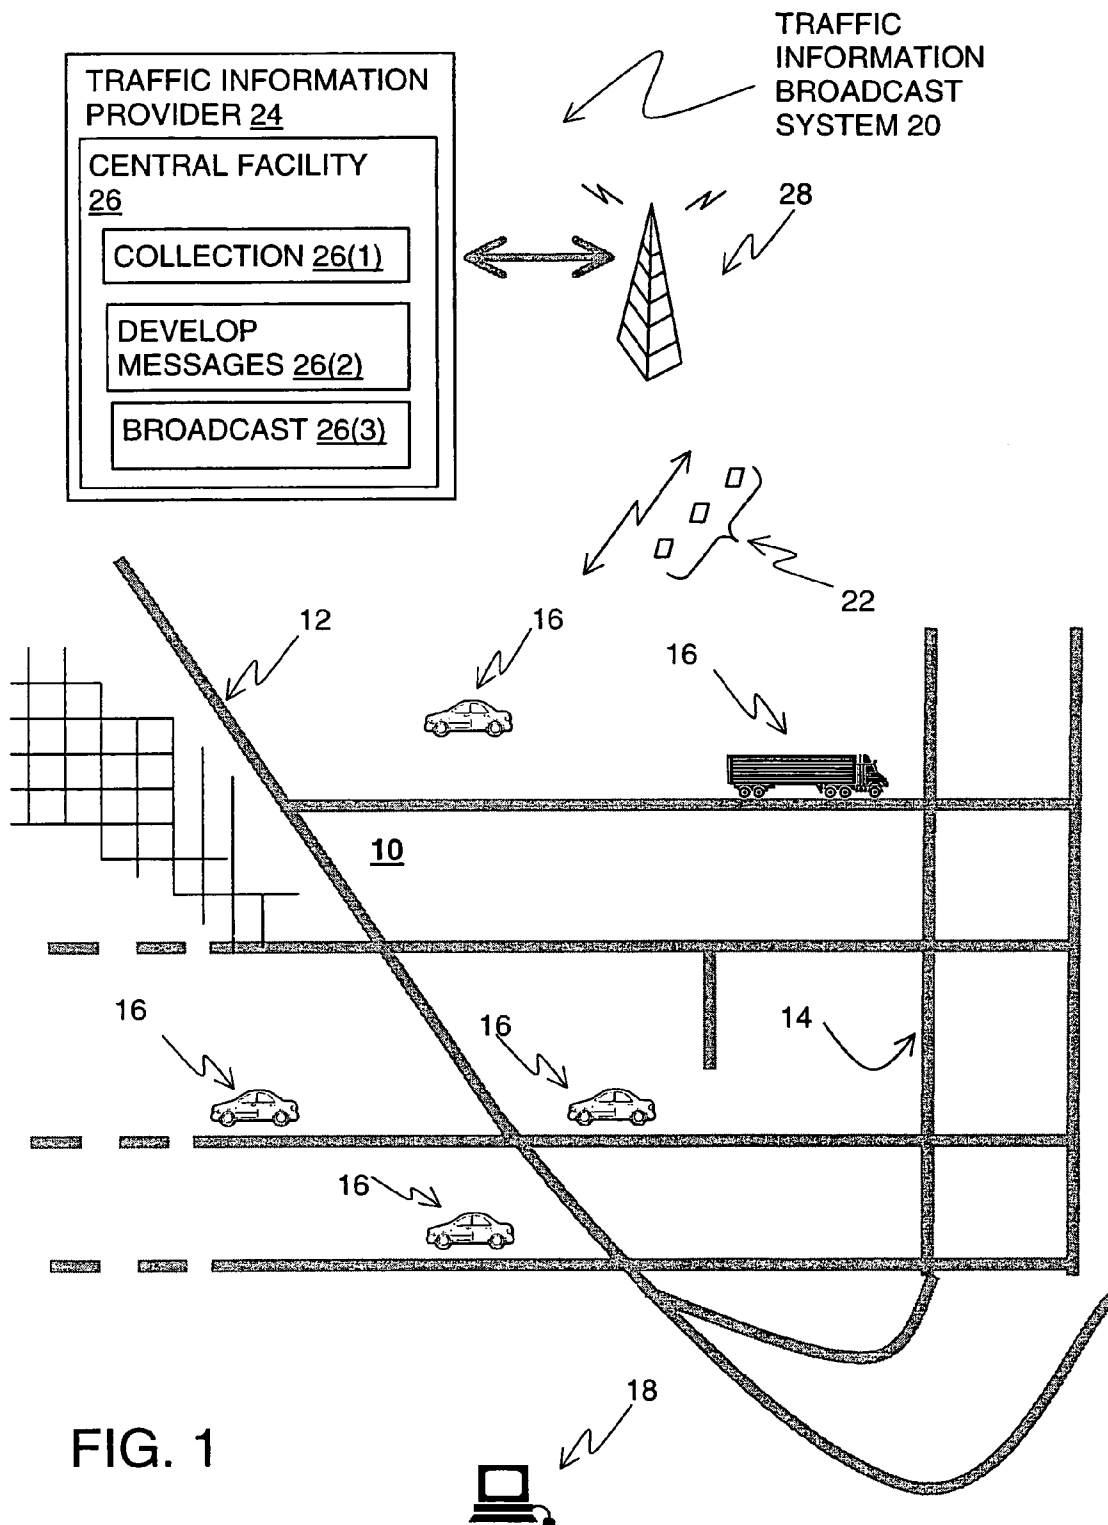 TRAFFIC
INFORMATION
BROADCAST
SYSTEM 20
TRAFFIC INFORMATION
PROVIDER 24
CENTRAL FACILITY
26
COLLECTION 26(1)
DEVELOP
MESSAGES 26(2)
BROADCAST 26(3)
28
22
12
16
16
10
16
16
14
16
18
FIG. 1